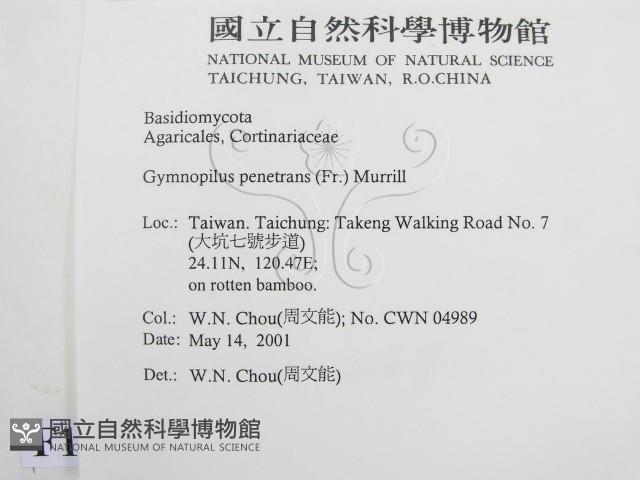 國立自然科學博物館
NATIONAL MUSEUM OF NATURAL SCIENCE
TAICHUNG, TAIWAN, R.O.CHINA
Basidiomycota
Agaricales, Cortinariaceae
Gymnopilus penetrans (Fr.) Murrill
Loc.: Taiwan. Taichung: Takeng Walking Road No. 7
(大坑七號步道)
24.11N, 120.47E;
on rotten bamboo.
Col.: W.N. Chou(周文能); No. CWN 04989
Date: May 14, 2001
Det.: W.N. Chou(周文能)
國立自然科學博物館
NATIONAL MUSEUM OF NATURAL SCIENCE